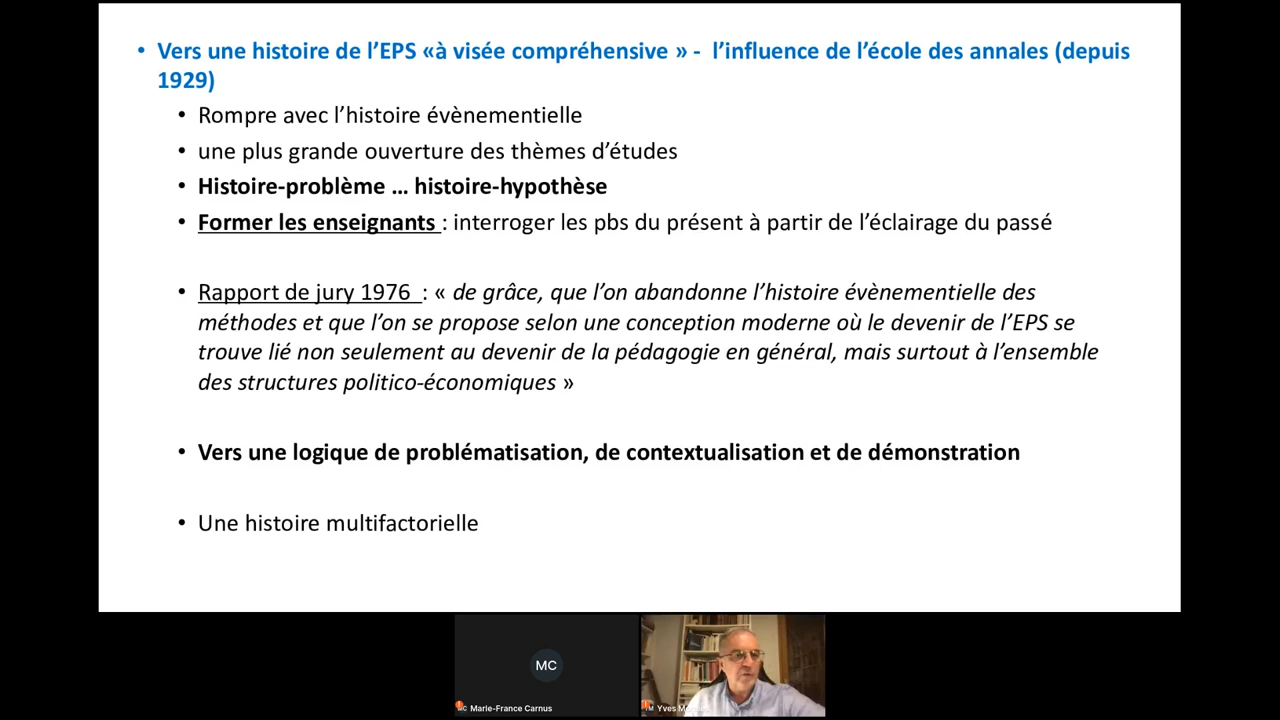 • Vers une histoire de l’EPS «à visée compréhensive » - l’influence de l’école des annales (depuis
1929)
• Rompre avec l’histoire évènementielle
• une plus grande ouverture des thèmes d’études
• Histoire-problème … histoire-hypothèse
• Former les enseignants : interroger les pbs du présent à partir de l’éclairage du passé
• Rapport de jury 1976 : « de grâce, que l’on abandonne l’histoire évènementielle des
méthodes et que l’on se propose selon une conception moderne où le devenir de l’EPS se
trouve lié non seulement au devenir de la pédagogie en général, mais surtout à l’ensemble
des structures politico-économiques »
• Vers une logique de problématisation, de contextualisation et de démonstration
• Une histoire multifactorielle
MC
Marie-France Carnus
Yves